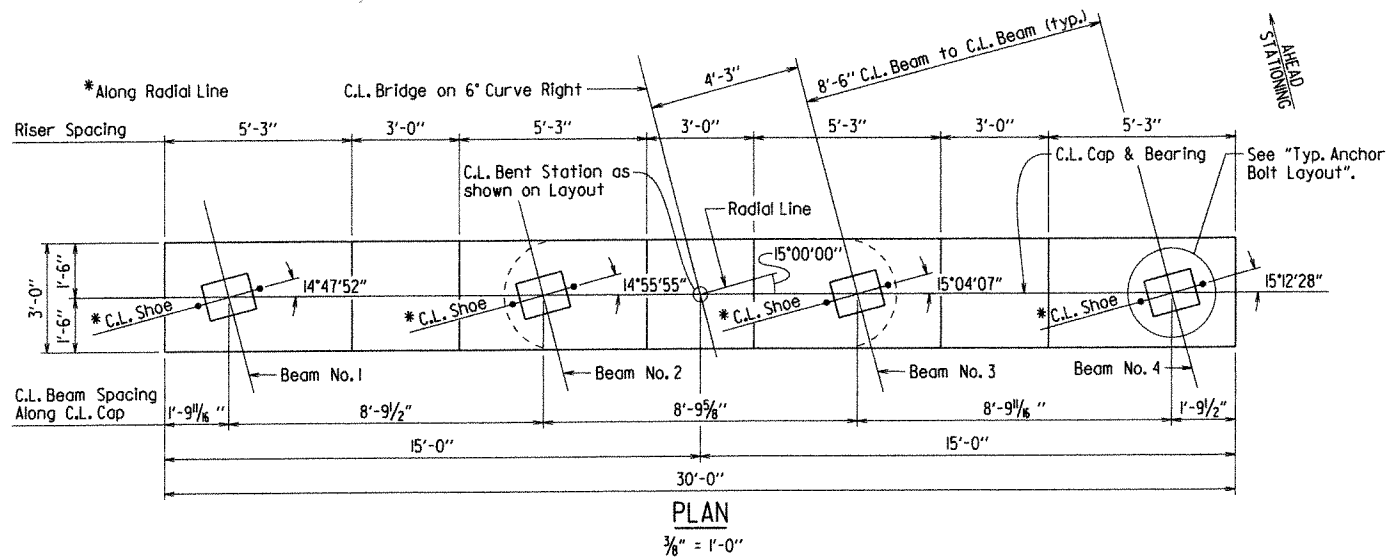 *Along Radial Line
C.L. Bridge on 6° Curve Right
4'-3"
8'-6" C.L. Beam to C.L. Beam (typ.)
AHEAD
STATIONING
Riser Spacing
5'-3"
3'-0"
5'-3"
3'-0"
5'-3"
3'-0"
5'-3"
C.L. Bent Station as
shown on Layout
Radial Line
C.L. Cap & Bearing
See "Typ. Anchor
Bolt Layout".
15°00'00"
3'-0"
1'-6"
1'-6"
14°47'52"
14°55'55"
15°04'07"
15°12'28"
* C.L. Shoe
* C.L. Shoe
* C.L. Shoe
* C.L. Shoe
Beam No. 1
Beam No. 2
Beam No. 3
Beam No. 4
C.L. Beam Spacing
Along C.L. Cap
1'-9 11/16"
8'-9 1/2"
8'-9 5/8"
8'-9 11/16"
1'-9 1/2"
15'-0"
15'-0"
30'-0"
PLAN
3/8" = 1'-0"